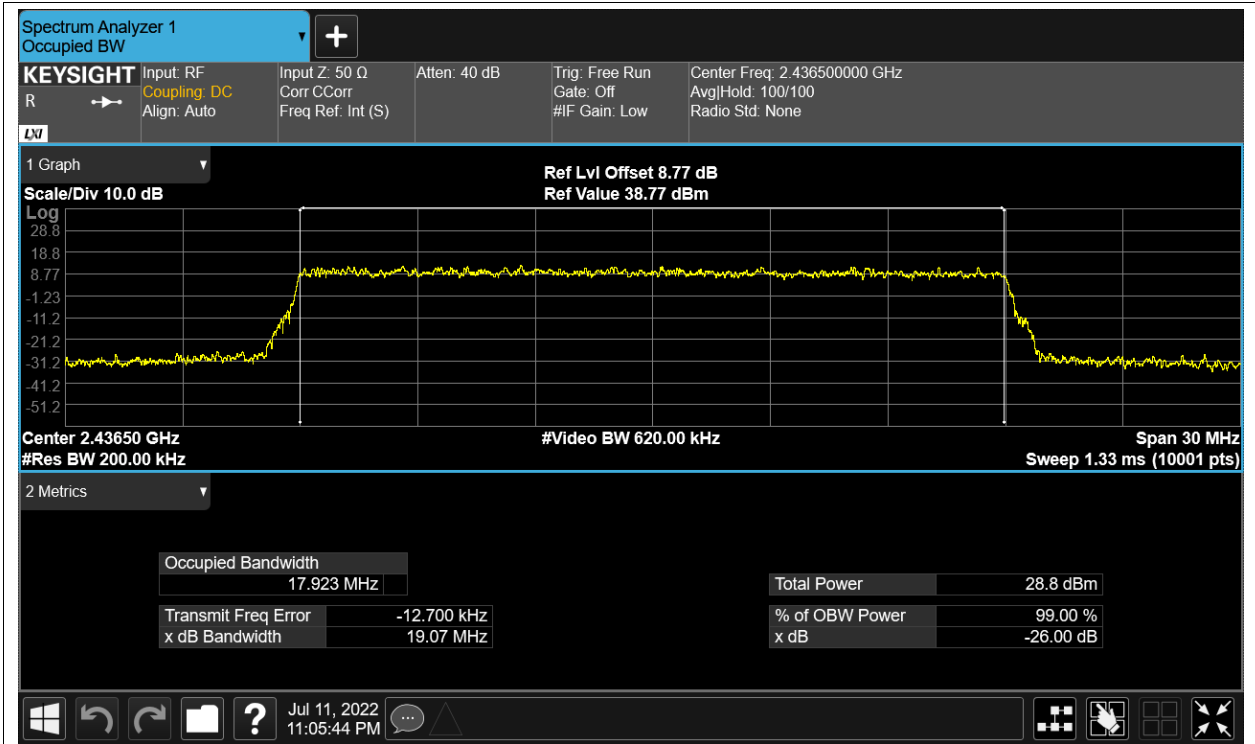 Spectrum Analyzer 1
Occupied BW
KEYSIGHT
R
LXI
Input: RF
Coupling: DC
Align: Auto
Input Z: 50 Ω
Corr CCorr
Freq Ref: Int (S)
Atten: 40 dB
Trig: Free Run
Gate: Off
#IF Gain: Low
Center Freq: 2.436500000 GHz
Avg|Hold: 100/100
Radio Std: None
1 Graph
Scale/Div 10.0 dB
Ref Lvl Offset 8.77 dB
Ref Value 38.77 dBm
Log
28.8
18.8
8.77
-1.23
-11.2
-21.2
-31.2
-41.2
-51.2
Center 2.43650 GHz
#Video BW 620.00 kHz
Span 30 MHz
#Res BW 200.00 kHz
Sweep 1.33 ms (10001 pts)
2 Metrics
Occupied Bandwidth
17.923 MHz
Transmit Freq Error -12.700 kHz
x dB Bandwidth 19.07 MHz
Total Power 28.8 dBm
% of OBW Power 99.00 %
x dB -26.00 dB
?
Jul 11, 2022
11:05:44 PM